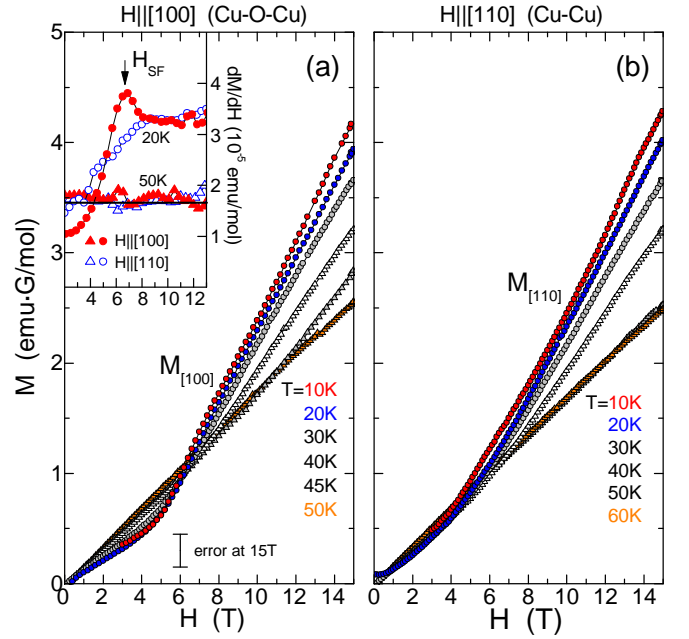 H||[100] (Cu-O-Cu)
H||[110] (Cu-Cu)
(a)
(b)
H_SF
dM/dH (10^-5 emu/mol)
20K
50K
H||[100]
H||[110]
4 6 8 10 12
4
3
2
1
M (emu·G/mol)
5
4
3
2
1
0
M_[100]
M_[110]
T=10K
20K
30K
40K
45K
50K
T=10K
20K
30K
40K
50K
60K
error at 15T
0 2 4 6 8 10 12 14
0 2 4 6 8 10 12 14
H (T)
H (T)